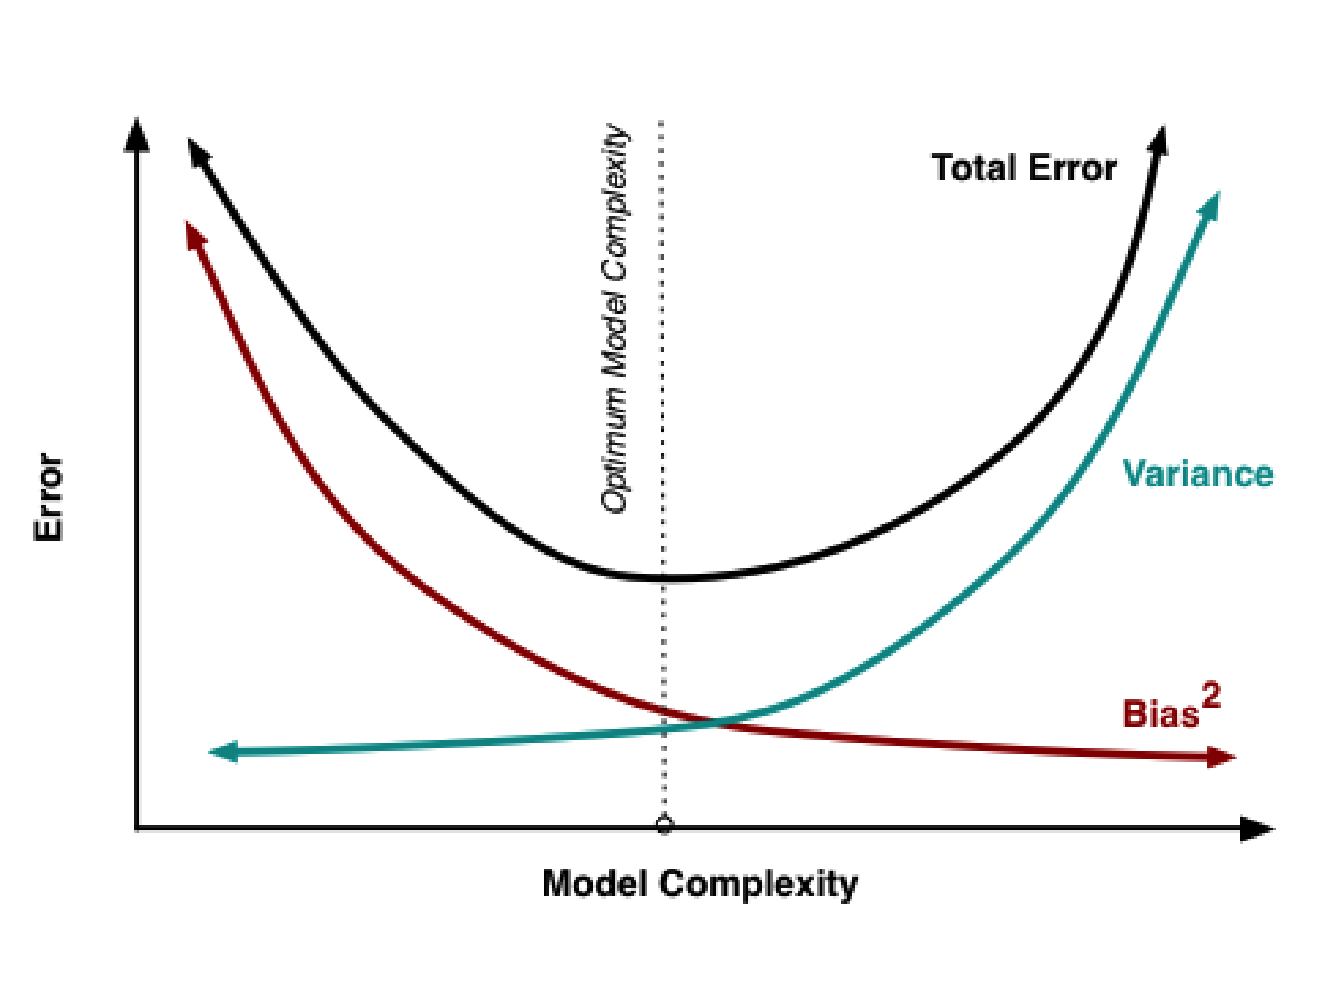 Optimum Model Complexity
Total Error
Variance
Error
Bias²
Model Complexity